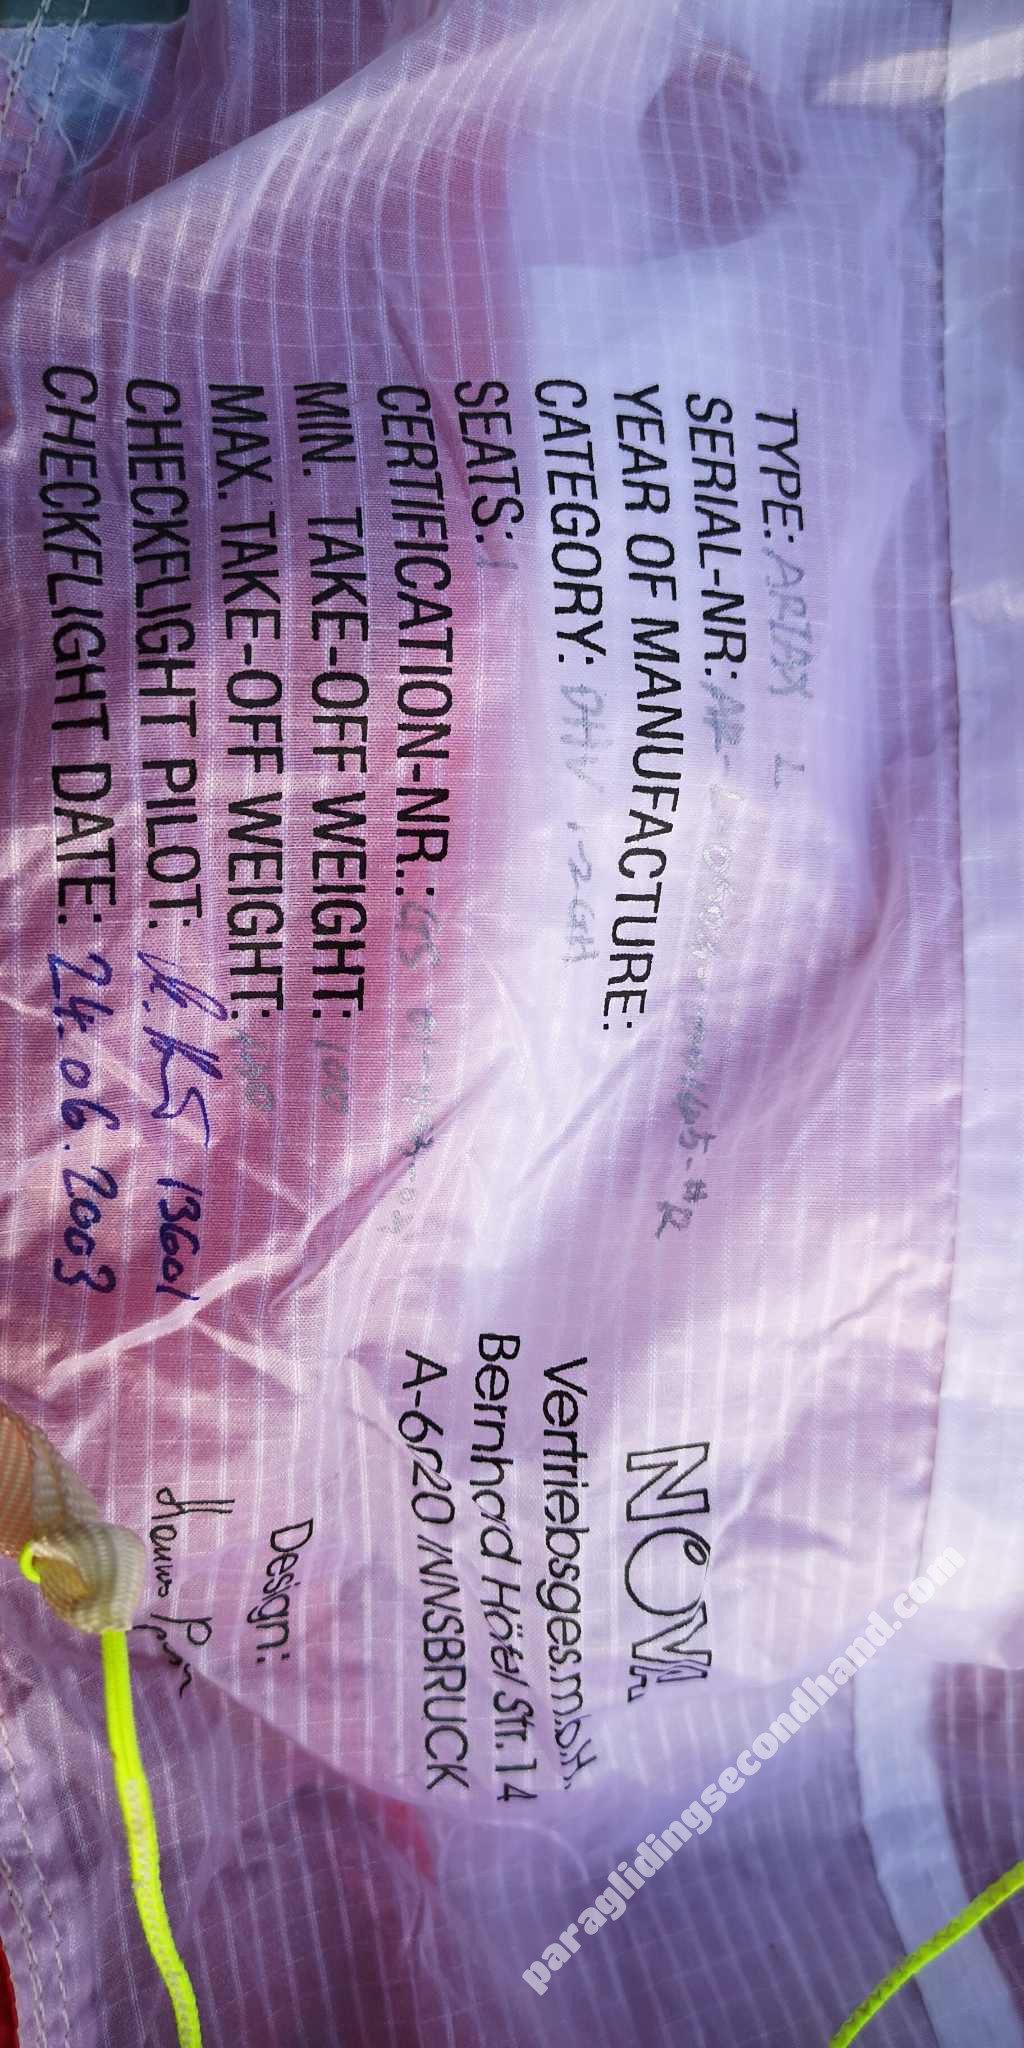 TYPE: ARTAX L
SERIAL-NR:
YEAR OF MANUFACTURE:
CATEGORY: DHV 1-2 GH
SEATS: 1
CERTIFICATION-NR.: GS 01-
MIN. TAKE-OFF WEIGHT: 100
MAX. TAKE-OFF WEIGHT:
CHECKFLIGHT PILOT: 13601
CHECKFLIGHT DATE: 24.06.2003
NOVA
Vertriebsges.m.b.H.
Bernhard Höfel Str. 14
A-6020 INNSBRUCK
Design:
paraglidingsecondhand.com